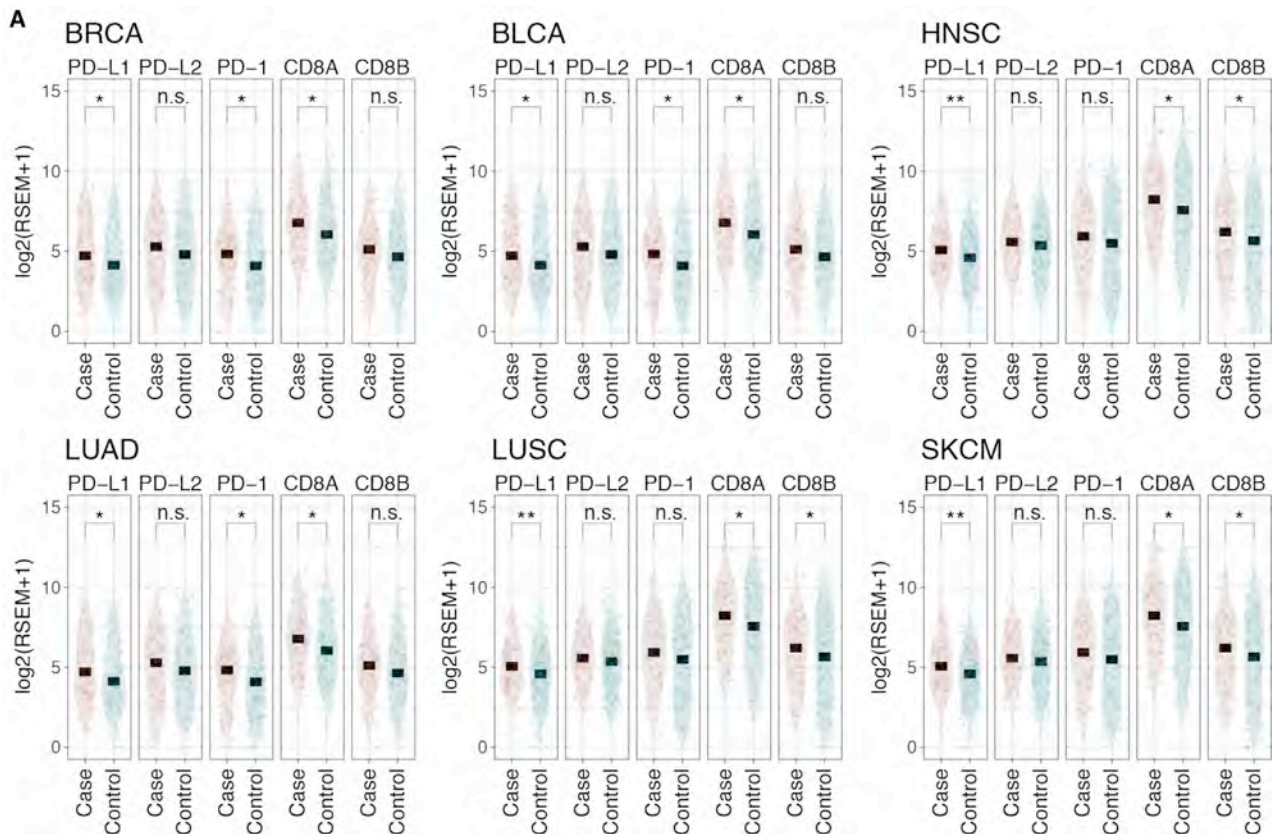 A
BRCA
BLCA
HNSC
PD-L1 PD-L2 PD-1 CD8A CD8B
PD-L1 PD-L2 PD-1 CD8A CD8B
PD-L1 PD-L2 PD-1 CD8A CD8B
15
10
5
0
log2(RSEM+1)
* n.s. * * n.s.
15
10
5
0
log2(RSEM+1)
* n.s. * * n.s.
15
10
5
0
log2(RSEM+1)
** n.s. n.s. * *
Case Control Case Control Case Control Case Control Case Control
Case Control Case Control Case Control Case Control Case Control
Case Control Case Control Case Control Case Control Case Control
LUAD
LUSC
SKCM
PD-L1 PD-L2 PD-1 CD8A CD8B
PD-L1 PD-L2 PD-1 CD8A CD8B
PD-L1 PD-L2 PD-1 CD8A CD8B
15
10
5
0
log2(RSEM+1)
* n.s. * * n.s.
15
10
5
0
log2(RSEM+1)
** n.s. n.s. * *
15
10
5
0
log2(RSEM+1)
** n.s. n.s. * *
Case Control Case Control Case Control Case Control Case Control
Case Control Case Control Case Control Case Control Case Control
Case Control Case Control Case Control Case Control Case Control